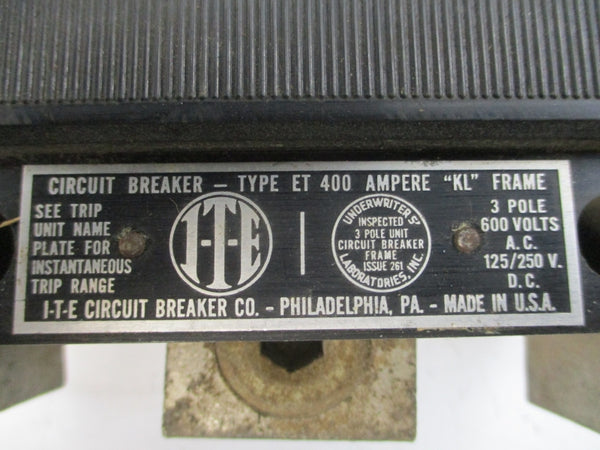 CIRCUIT BREAKER – TYPE ET 400 AMPERE "KL" FRAME
SEE TRIP
UNIT NAME
PLATE FOR
INSTANTANEOUS
TRIP RANGE
I-T-E
UNDERWRITERS'
INSPECTED
3 POLE UNIT
CIRCUIT BREAKER
FRAME
ISSUE 261
LABORATORIES, INC.
3 POLE
600 VOLTS
A.C.
125/250 V.
D.C.
I-T-E CIRCUIT BREAKER CO. - PHILADELPHIA, PA. - MADE IN U.S.A.